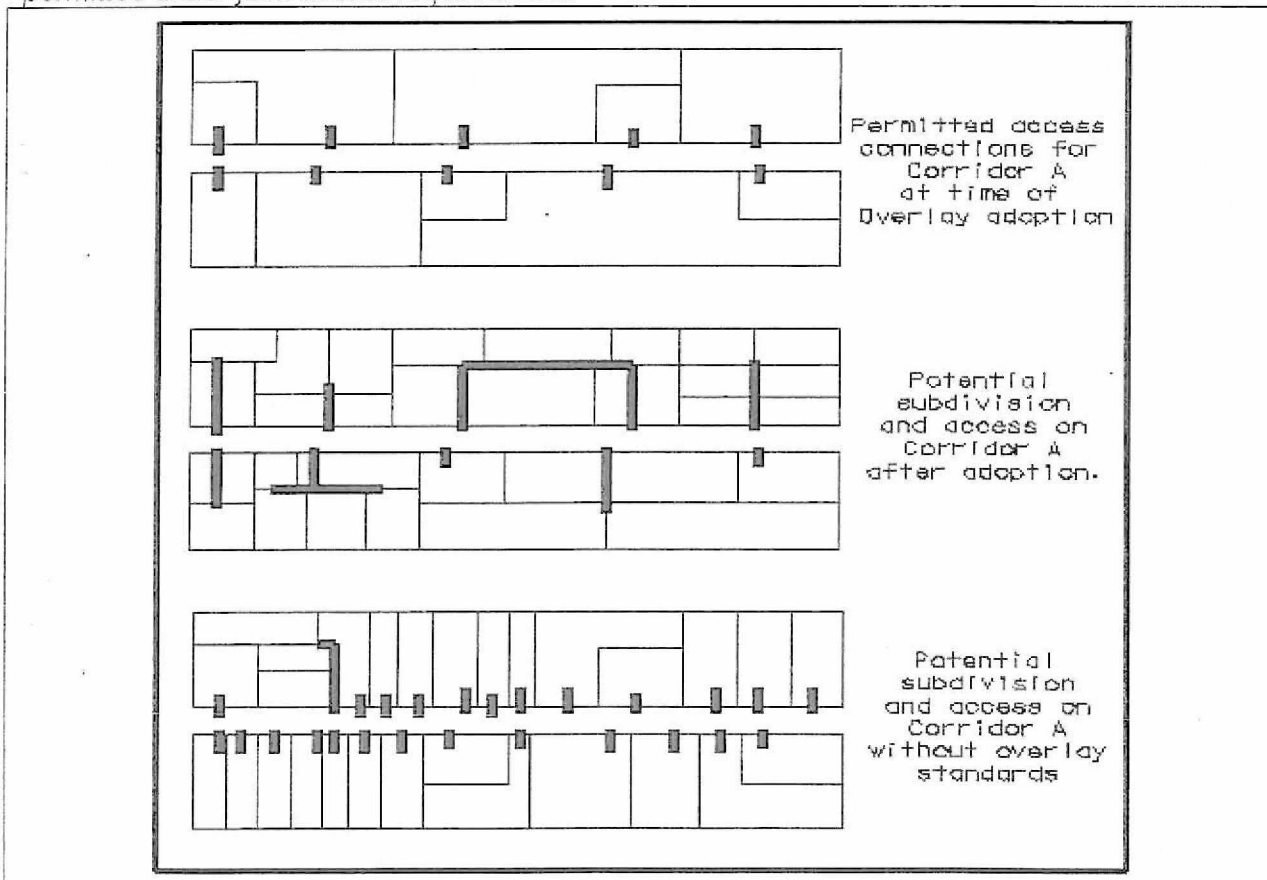 Permitted access
connections for
Corridor A
at time of
Overlay adoption
Potential
subdivision
and access on
Corridor A
after adoption.
Potential
subdivision
and access on
Corridor A
without overlay
standards